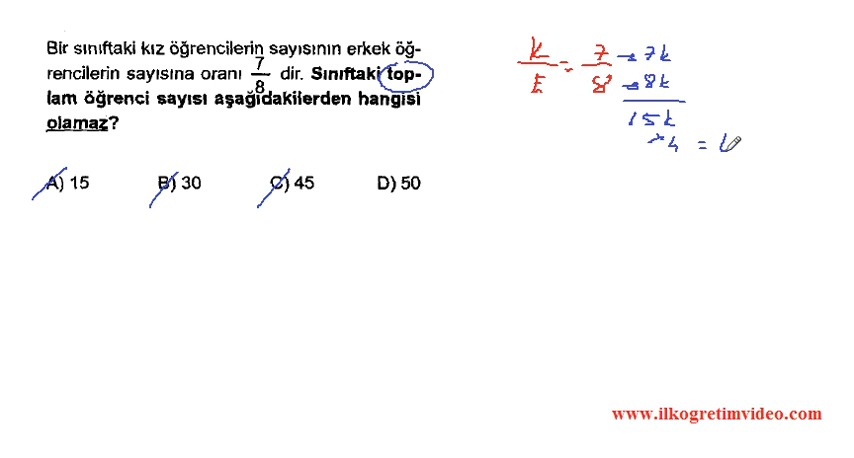 Bir sınıftaki kız öğrencilerin sayısının erkek öğ-
rencilerin sayısına oranı 7/8 dir. Sınıftaki top-
lam öğrenci sayısı aşağıdakilerden hangisi
olamaz?
A) 15 B) 30 C) 45 D) 50
K/E = 7/8 → 7k
→ 8k
15k
= 
www.ilkogretimvideo.com